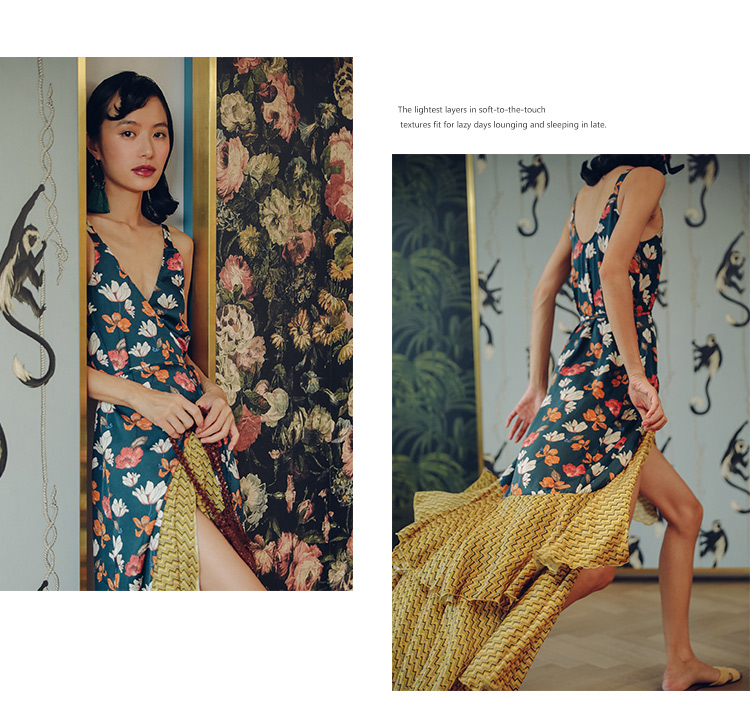 The lightest layers in soft-to-the-touch
textures fit for lazy days lounging and sleeping in late.